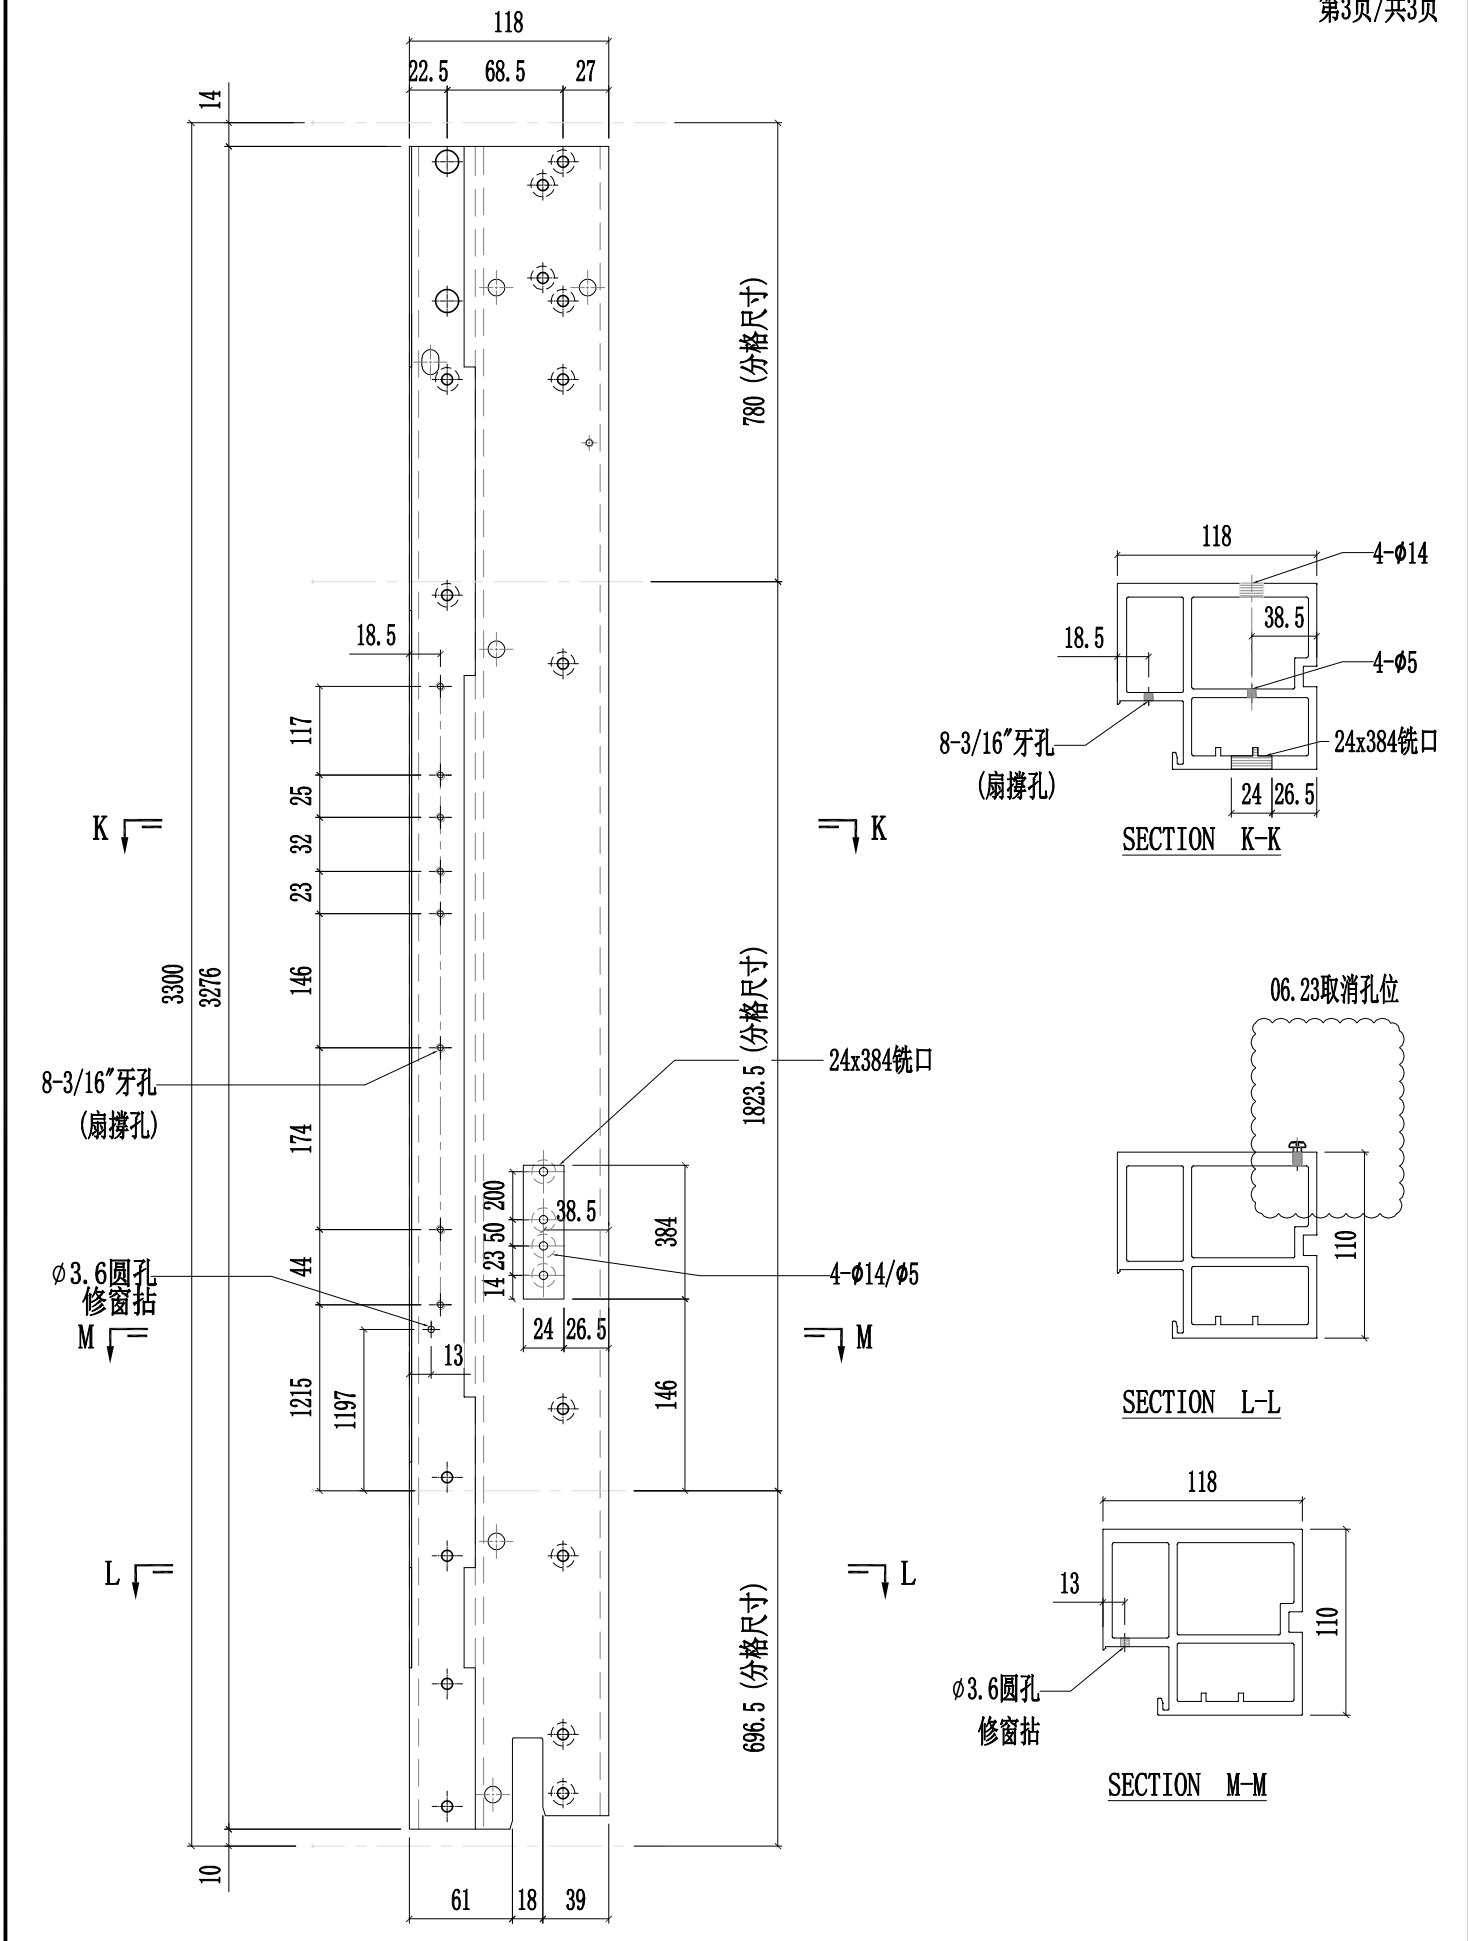 第3页/共3页
118
22.5
68.5
27
14
780 (分格尺寸)
18.5
117
25
32
23
146
174
44
1215
1197
K
K
3300
3276
1823.5 (分格尺寸)
24x384铣口
8-3/16"牙孔
(扇撑孔)
200
50
23
14
38.5
384
4-ϕ14/ϕ5
∅3.6圆孔
修窗拈
24
26.5
M
M
13
146
L
L
696.5 (分格尺寸)
10
61
18
39
118
4-ϕ14
38.5
18.5
4-ϕ5
8-3/16"牙孔
(扇撑孔)
24x384铣口
24
26.5
SECTION K-K
06.23取消孔位
110
SECTION L-L
118
13
110
∅3.6圆孔
修窗拈
SECTION M-M